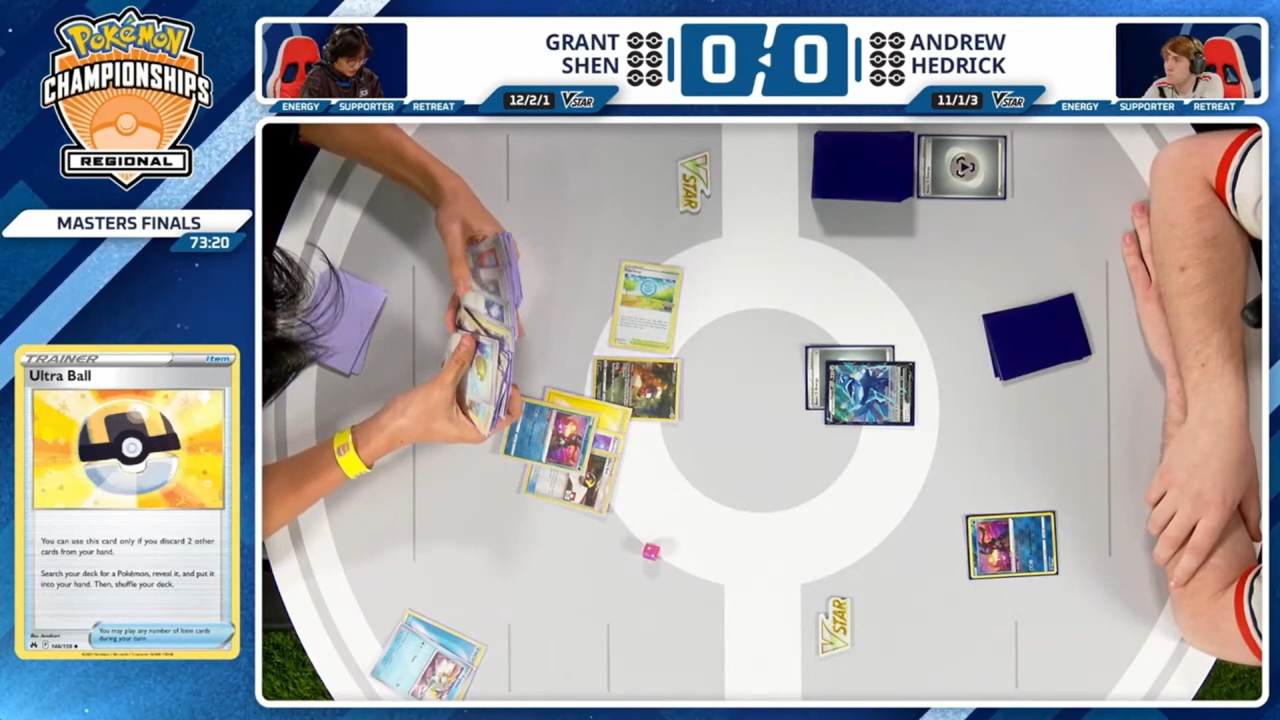 POKÉMON
CHAMPIONSHIPS
REGIONAL
MASTERS FINALS
73:20
GRANT
SHEN
0
0
ANDREW
HEDRICK
ENERGY
SUPPORTER
RETREAT
12/2/1
VSTAR
11/1/3
VSTAR
ENERGY
SUPPORTER
RETREAT
TRAINER
Item
Ultra Ball
You can use this card only if you discard 2 other
cards from your hand.
Search your deck for a Pokémon, reveal it, and put it
into your hand. Then, shuffle your deck.
You may play any number of Item cards
during your turn.
VSTAR
VSTAR